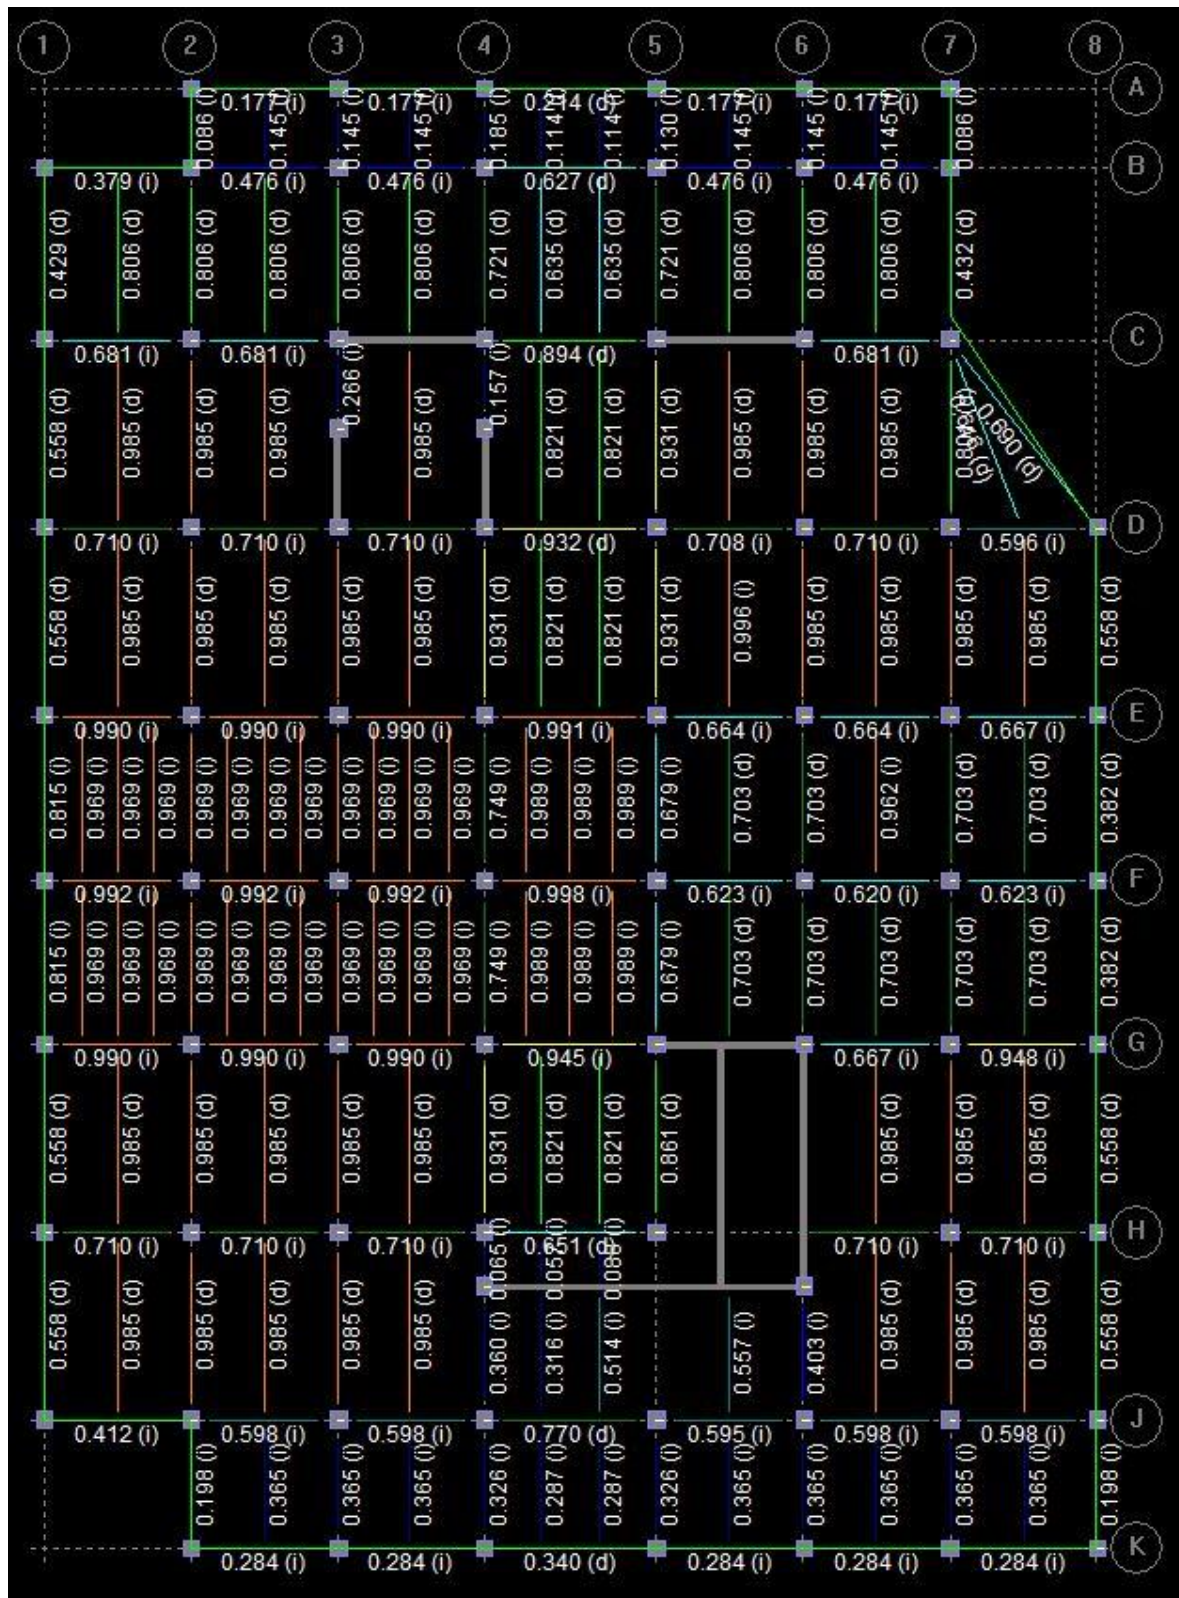 1 2 3 4 5 6 7 8
A
0.177 (i) 0.177 (i) 0.214 (d) 0.177 (i) 0.177 (i)
0.086 (i) 0.145 (i) 0.145 (i) 0.145 (i) 0.185 (i) 0.114 (i) 0.114 (i) 0.130 (i) 0.145 (i) 0.145 (i) 0.145 (i) 0.086 (i)
B
0.379 (i) 0.476 (i) 0.476 (i) 0.627 (d) 0.476 (i) 0.476 (i)
0.429 (d) 0.806 (d) 0.806 (d) 0.806 (d) 0.806 (d) 0.806 (d) 0.721 (d) 0.635 (d) 0.635 (d) 0.721 (d) 0.806 (d) 0.806 (d) 0.806 (d) 0.432 (d)
C
0.681 (i) 0.681 (i) 0.894 (d) 0.681 (i)
0.266 (i) 0.157 (i)
0.558 (d) 0.985 (d) 0.985 (d) 0.985 (d) 0.985 (d) 0.821 (d) 0.821 (d) 0.931 (d) 0.985 (d) 0.985 (d) 0.985 (d) 0.690 (d)
D
0.710 (i) 0.710 (i) 0.710 (i) 0.932 (d) 0.708 (i) 0.710 (i) 0.596 (i)
0.558 (d) 0.985 (d) 0.985 (d) 0.985 (d) 0.985 (d) 0.985 (d) 0.931 (d) 0.821 (d) 0.821 (d) 0.931 (d) 0.996 (i) 0.985 (d) 0.985 (d) 0.985 (d) 0.985 (d) 0.558 (d)
E
0.990 (i) 0.990 (i) 0.990 (i) 0.991 (i) 0.664 (i) 0.664 (i) 0.667 (i)
0.815 (i) 0.969 (i) 0.969 (i) 0.969 (i) 0.969 (i) 0.969 (i) 0.969 (i) 0.969 (i) 0.969 (i) 0.969 (i) 0.969 (i) 0.969 (i) 0.749 (i) 0.989 (i) 0.989 (i) 0.989 (i) 0.679 (i) 0.703 (d) 0.703 (d) 0.962 (i) 0.703 (d) 0.703 (d) 0.382 (d)
F
0.992 (i) 0.992 (i) 0.992 (i) 0.998 (i) 0.623 (i) 0.620 (i) 0.623 (i)
0.815 (i) 0.969 (i) 0.969 (i) 0.969 (i) 0.969 (i) 0.969 (i) 0.969 (i) 0.969 (i) 0.969 (i) 0.969 (i) 0.969 (i) 0.969 (i) 0.749 (i) 0.989 (i) 0.989 (i) 0.989 (i) 0.679 (i) 0.703 (d) 0.703 (d) 0.703 (d) 0.703 (d) 0.703 (d) 0.382 (d)
G
0.990 (i) 0.990 (i) 0.990 (i) 0.945 (i) 0.667 (i) 0.948 (i)
0.558 (d) 0.985 (d) 0.985 (d) 0.985 (d) 0.985 (d) 0.985 (d) 0.931 (d) 0.821 (d) 0.821 (d) 0.861 (d) 0.985 (d) 0.985 (d) 0.985 (d) 0.558 (d)
H
0.710 (i) 0.710 (i) 0.710 (i) 0.651 (d) 0.710 (i) 0.710 (i)
0.065 (i) 0.057 (i)
0.558 (d) 0.985 (d) 0.985 (d) 0.985 (d) 0.985 (d) 0.985 (d) 0.360 (i) 0.316 (i) 0.514 (i) 0.557 (i) 0.403 (i) 0.985 (d) 0.985 (d) 0.985 (d) 0.558 (d)
J
0.412 (i) 0.598 (i) 0.598 (i) 0.770 (d) 0.595 (i) 0.598 (i) 0.598 (i)
0.198 (i) 0.365 (i) 0.365 (i) 0.365 (i) 0.326 (i) 0.287 (i) 0.287 (i) 0.326 (i) 0.365 (i) 0.365 (i) 0.365 (i) 0.365 (i) 0.365 (i) 0.198 (i)
K
0.284 (i) 0.284 (i) 0.340 (d) 0.284 (i) 0.284 (i) 0.284 (i)